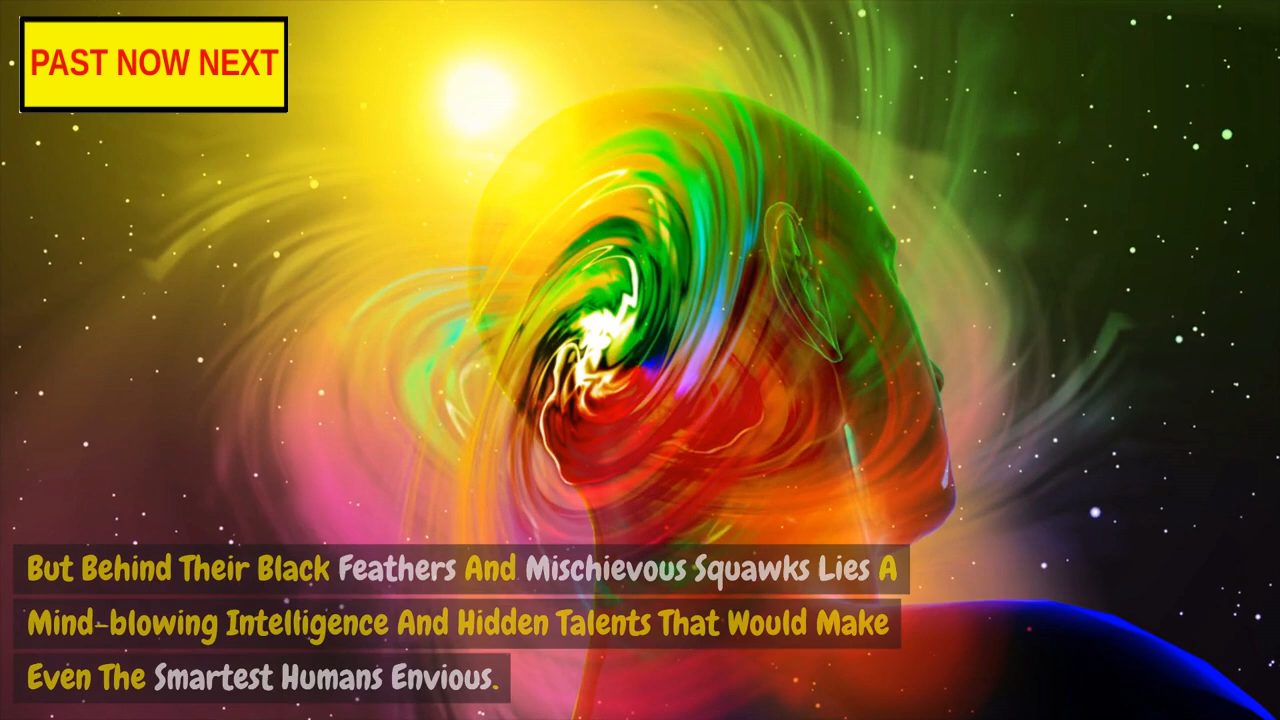 PAST NOW NEXT
But Behind Their Black Feathers And Mischievous Squawks Lies A
Mind-blowing Intelligence And Hidden Talents That Would Make
Even The Smartest Humans Envious.